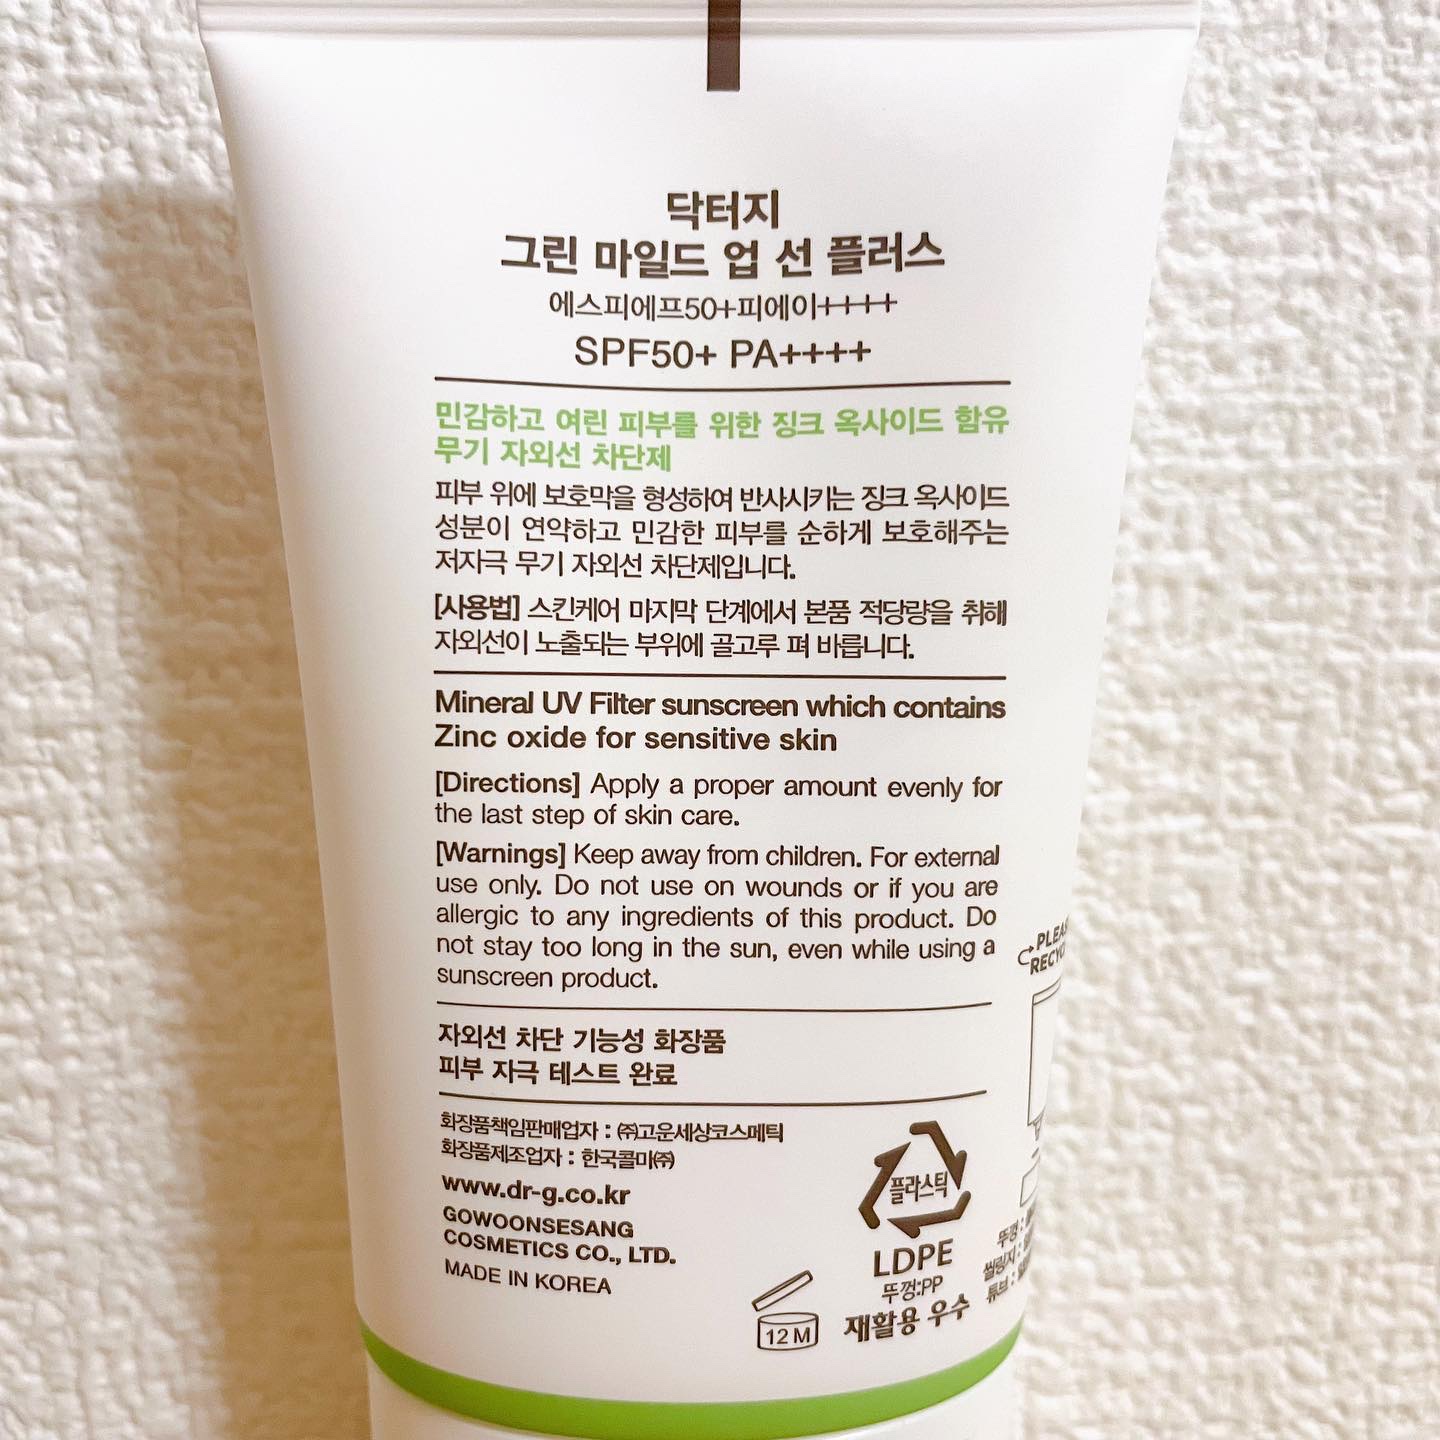 닥터지
그린 마일드 업 선 플러스
에스피에프50+피에이++++
SPF50+ PA++++
민감하고 여린 피부를 위한 징크 옥사이드 함유
무기 자외선 차단제
피부 위에 보호막을 형성하여 반사시키는 징크 옥사이드
성분이 연약하고 민감한 피부를 순하게 보호해주는
저자극 무기 자외선 차단제입니다.
[사용법] 스킨케어 마지막 단계에서 본품 적당량을 취해
자외선이 노출되는 부위에 골고루 펴 바릅니다.
Mineral UV Filter sunscreen which contains
Zinc oxide for sensitive skin
[Directions] Apply a proper amount evenly for
the last step of skin care.
[Warnings] Keep away from children. For external
use only. Do not use on wounds or if you are
allergic to any ingredients of this product. Do
not stay too long in the sun, even while using a
sunscreen product.
자외선 차단 기능성 화장품
피부 자극 테스트 완료
화장품책임판매업자 : ㈜고운세상코스메틱
화장품제조업자 : 한국콜마㈜
www.dr-g.co.kr
GOWOONSESANG
COSMETICS CO., LTD.
MADE IN KOREA
12M
플라스틱
LDPE
뚜껑:PP
재활용 우수
뚜껑 :
씰링지 :
튜브 :